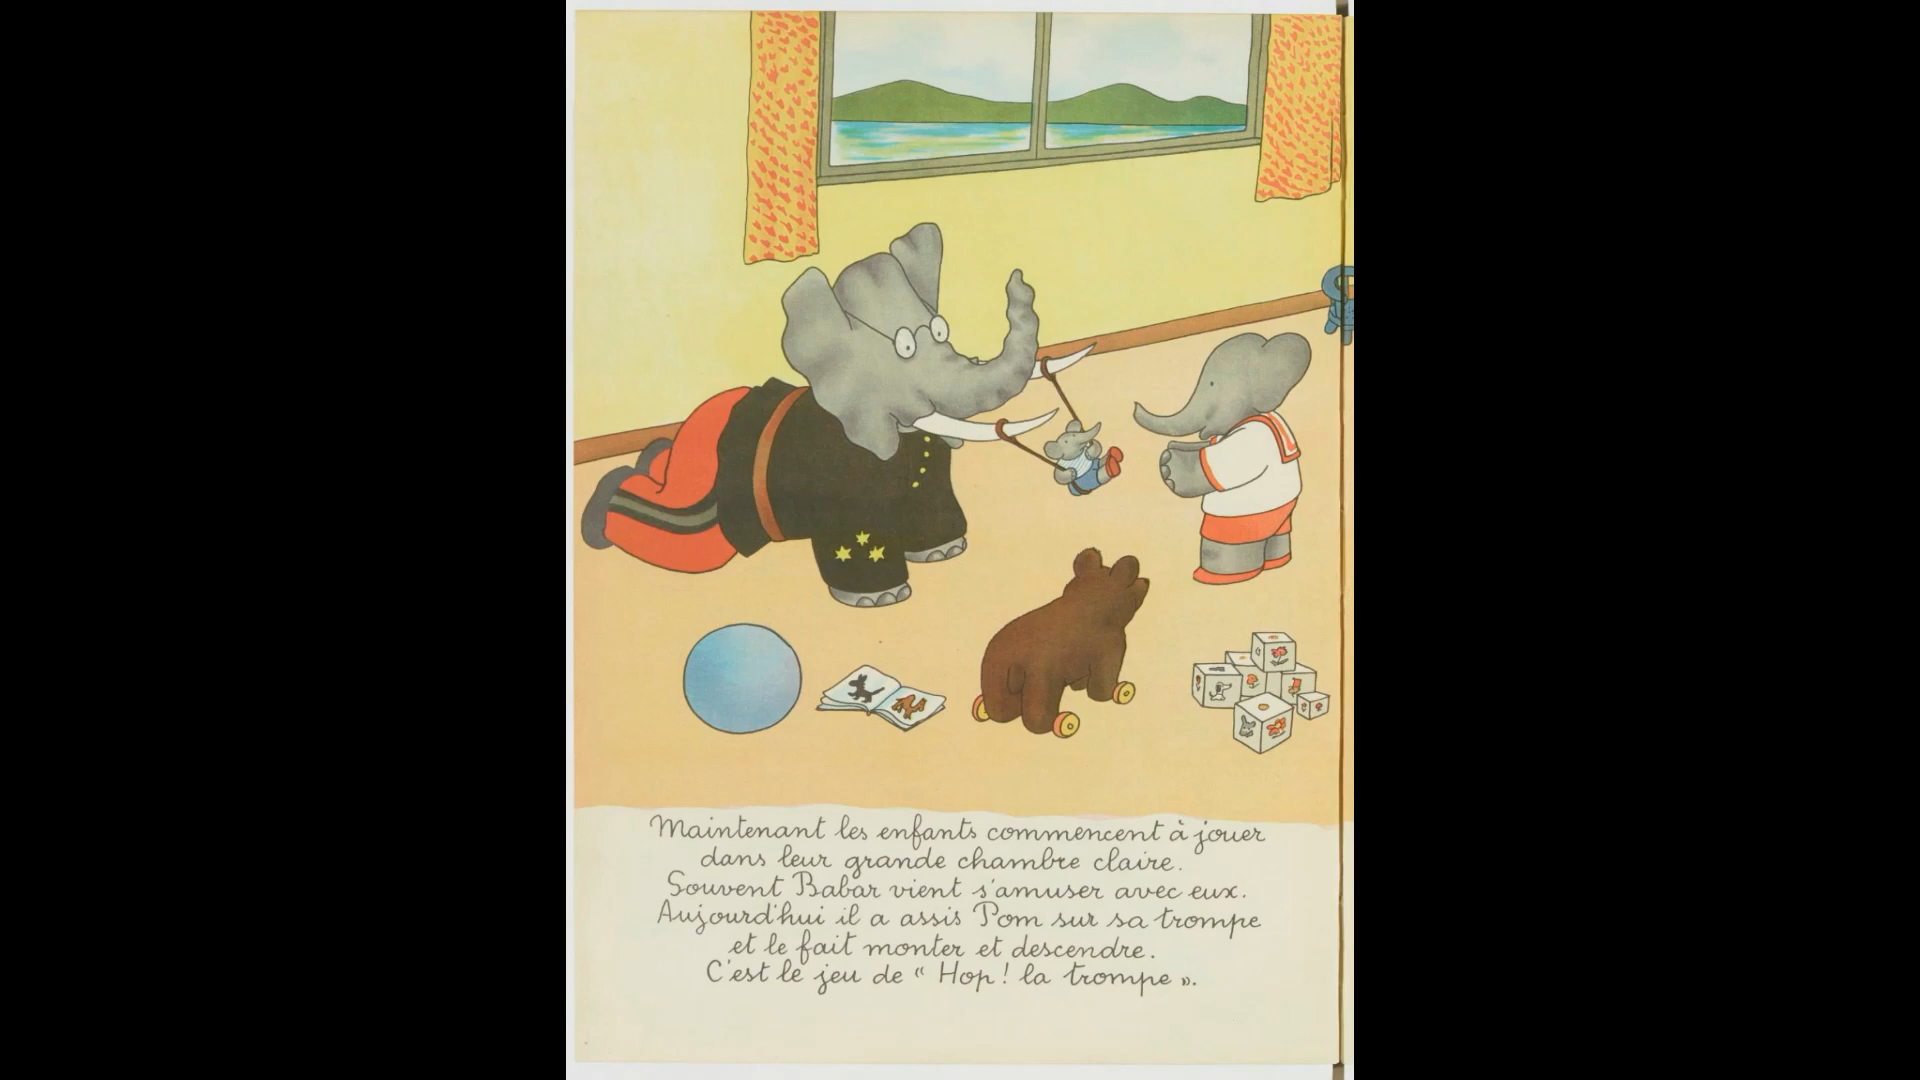 Maintenant les enfants commencent à jouer
dans leur grande chambre claire.
Souvent Babar vient s'amuser avec eux.
Aujourd'hui il a assis Pom sur sa trompe
et le fait monter et descendre.
C'est le jeu de « Hop ! la trompe ».